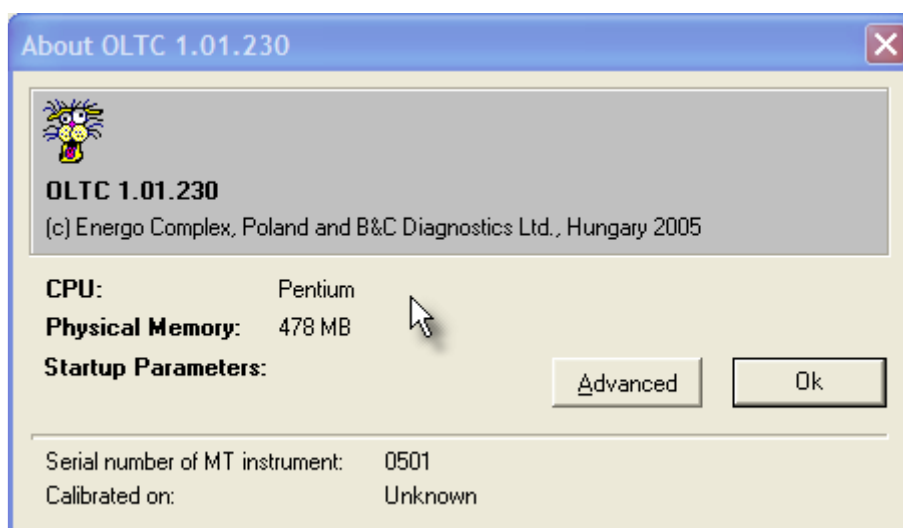 About OLTC 1.01.230
OLTC 1.01.230
(c) Energo Complex, Poland and B&C Diagnostics Ltd., Hungary 2005
CPU: Pentium
Physical Memory: 478 MB
Startup Parameters:
Advanced Ok
Serial number of MT instrument: 0501
Calibrated on: Unknown